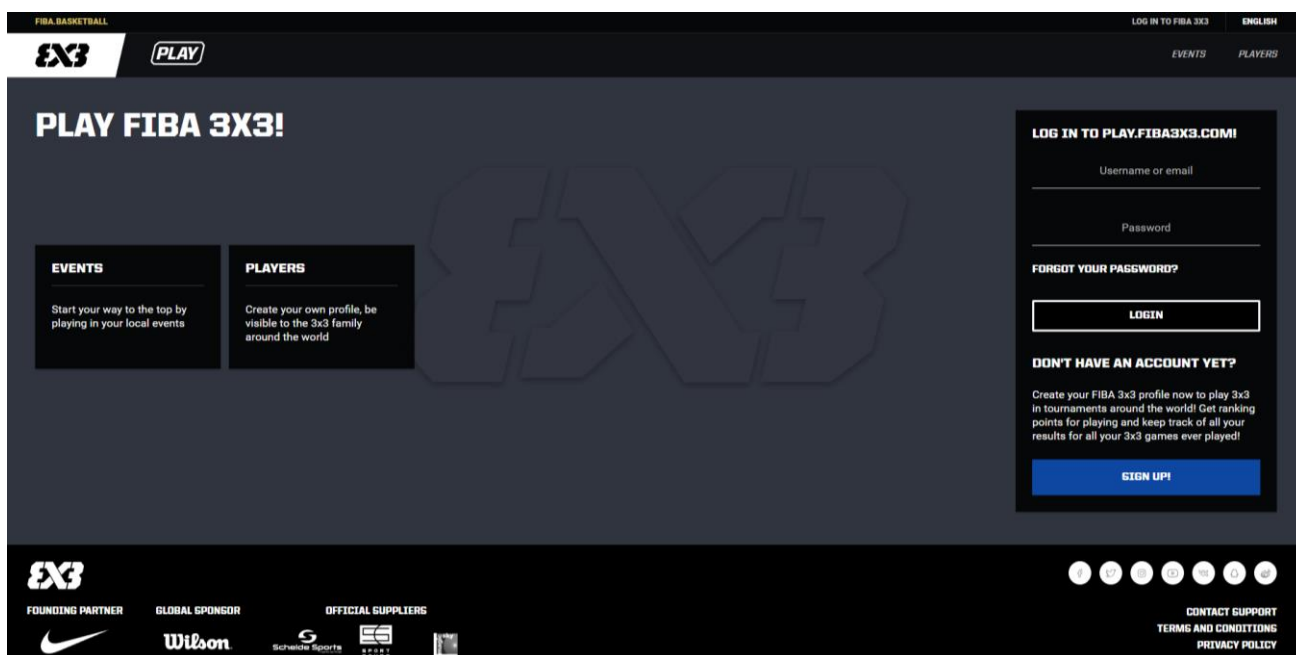 FIBA.BASKETBALL
LOG IN TO FIBA 3X3
ENGLISH
3X3
PLAY
EVENTS
PLAYERS
PLAY FIBA 3X3!
LOG IN TO PLAY.FIBA3X3.COM!
Username or email
Password
FORGOT YOUR PASSWORD?
LOGIN
EVENTS
Start your way to the top by
playing in your local events
PLAYERS
Create your own profile, be
visible to the 3x3 family
around the world
DON'T HAVE AN ACCOUNT YET?
Create your FIBA 3x3 profile now to play 3x3
in tournaments around the world! Get ranking
points for playing and keep track of all your
results for all your 3x3 games ever played!
SIGN UP!
3X3
FOUNDING PARTNER
GLOBAL SPONSOR
OFFICIAL SUPPLIERS
Wilson
Schelde Sports
SPORT
CONTACT SUPPORT
TERMS AND CONDITIONS
PRIVACY POLICY